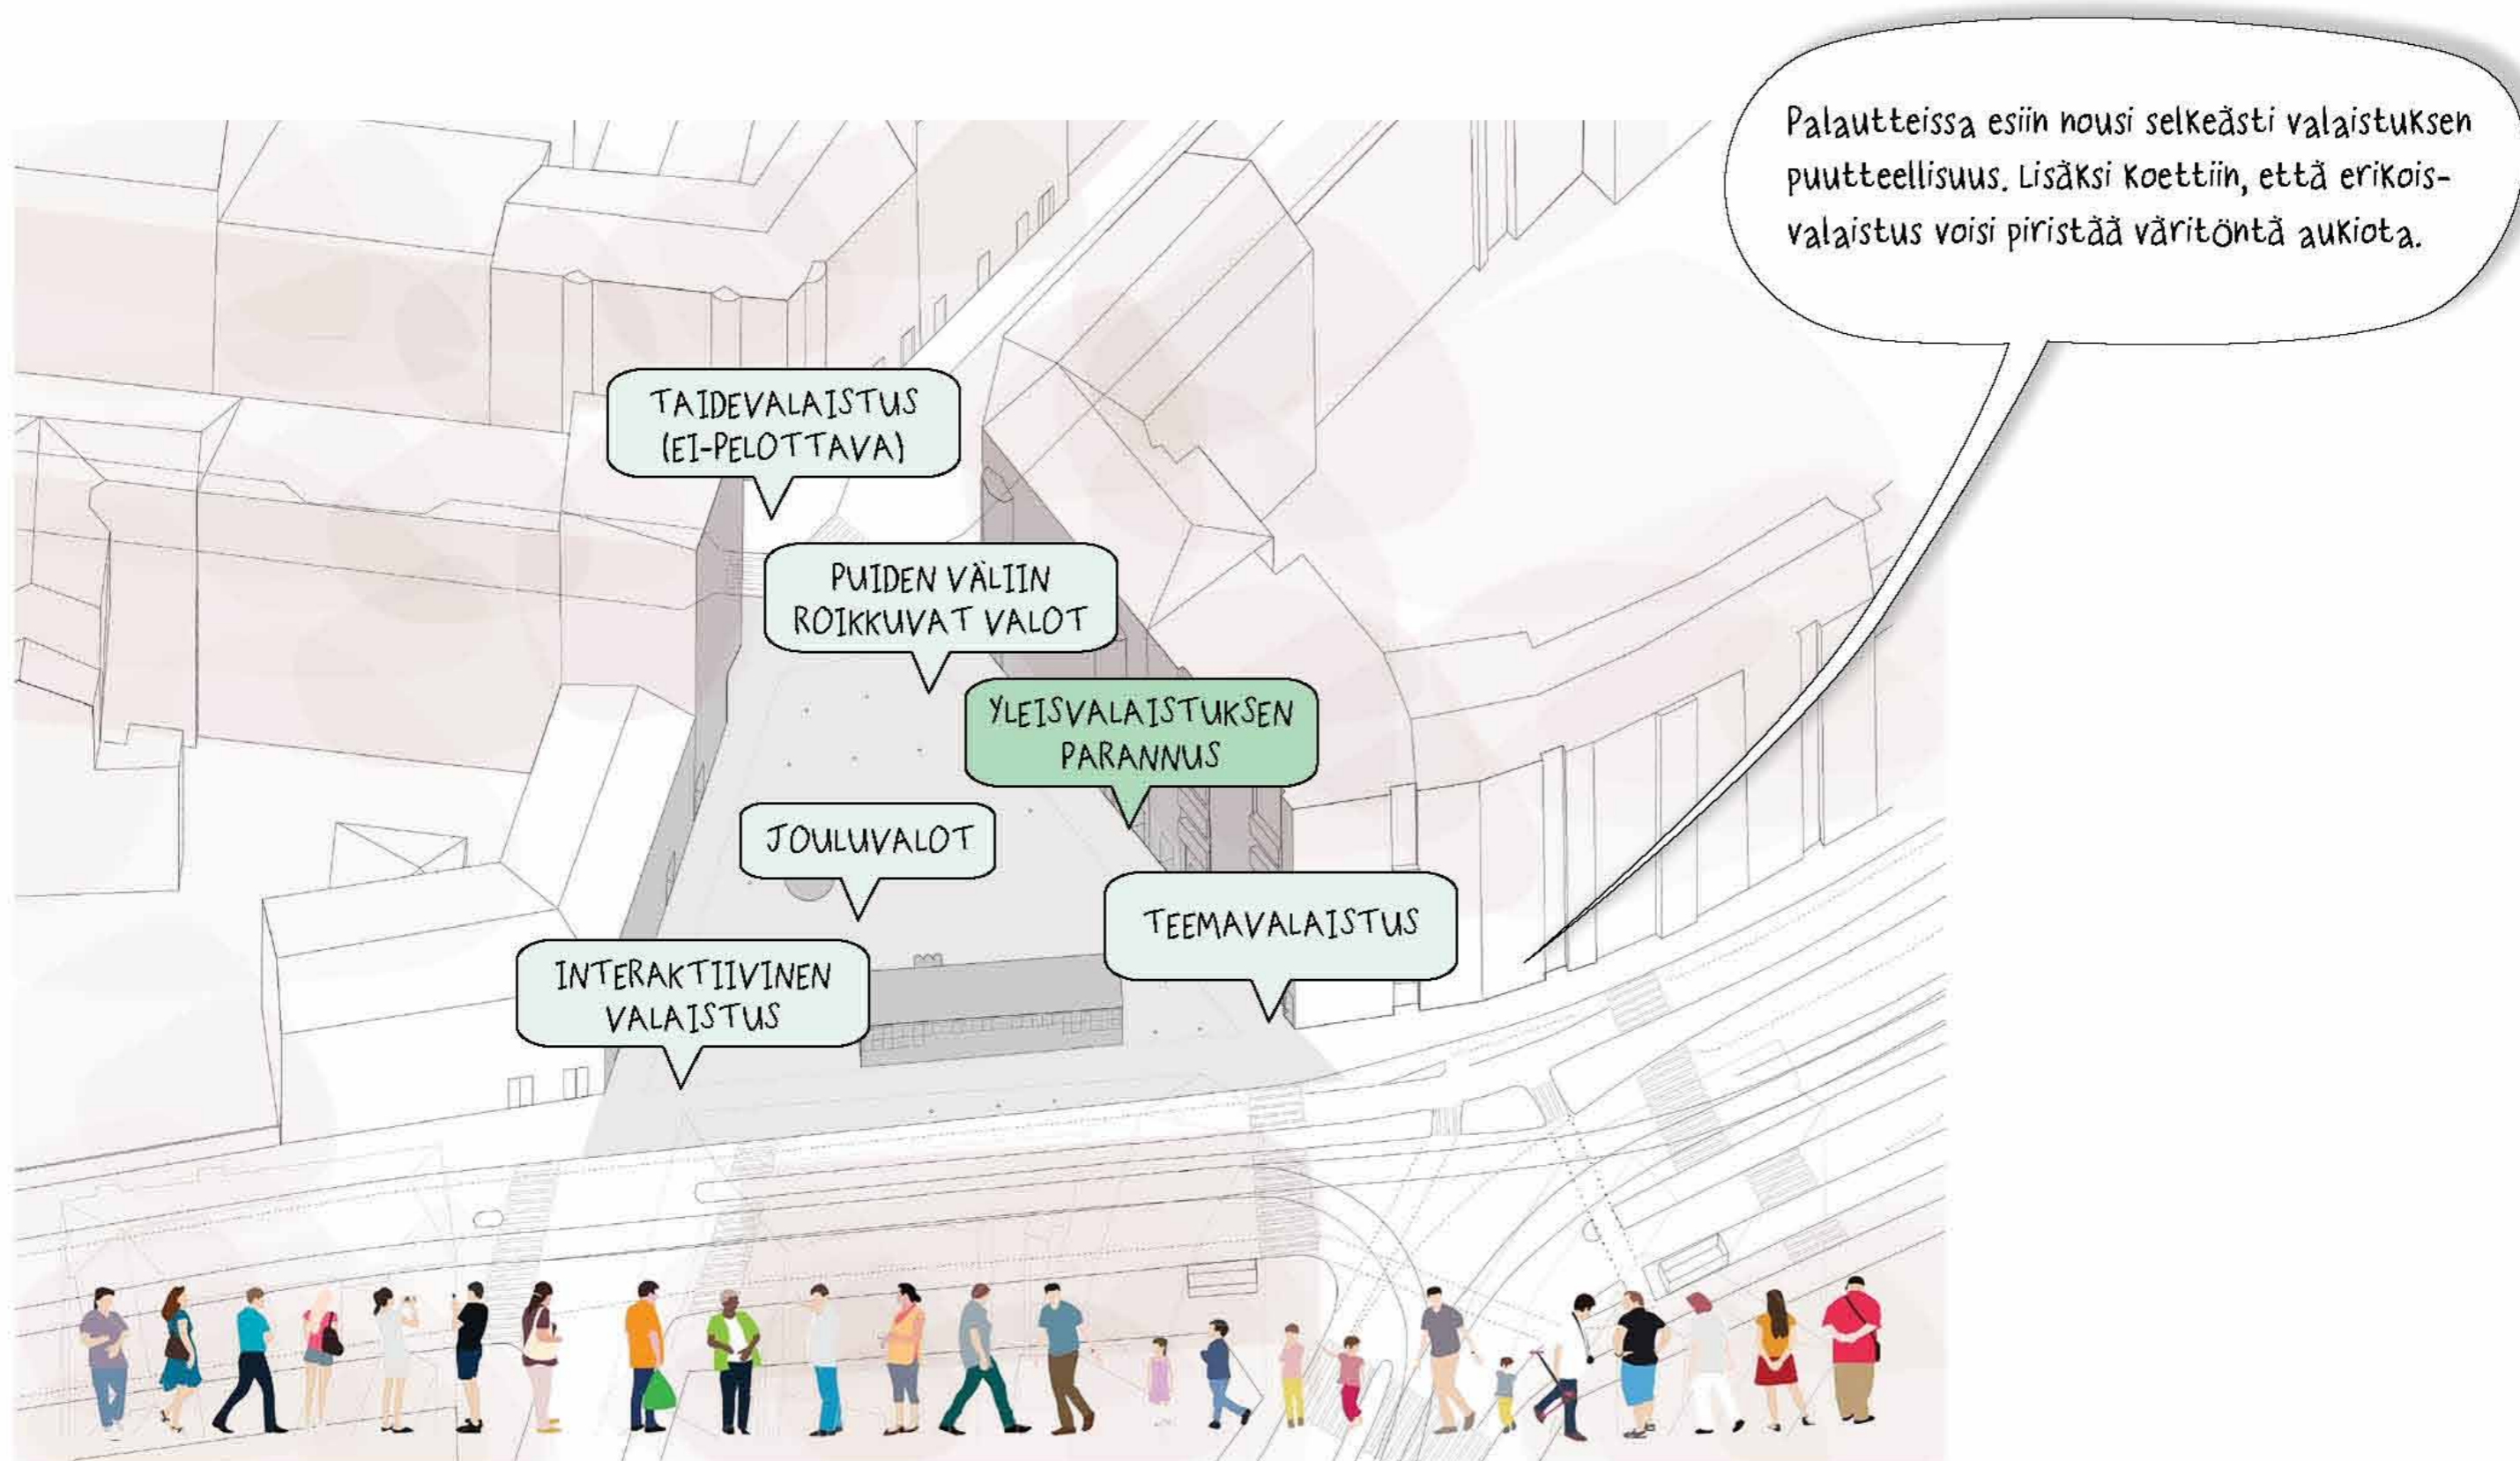 Palautteissa esiin nousi selkeästi valaistuksen
puutteellisuus. Lisäksi koettiin, että erikois-
valaistus voisi piristää väritöntä aukiota.
TAIDEVALAISTUS
(EI-PELOTTAVA)
PUIDEN VÄLIIN
ROIKKUVAT VALOT
YLEISVALAISTUKSEN
PARANNUS
JOULUVALOT
TEEMAVALAISTUS
INTERAKTIIVINEN
VALAISTUS